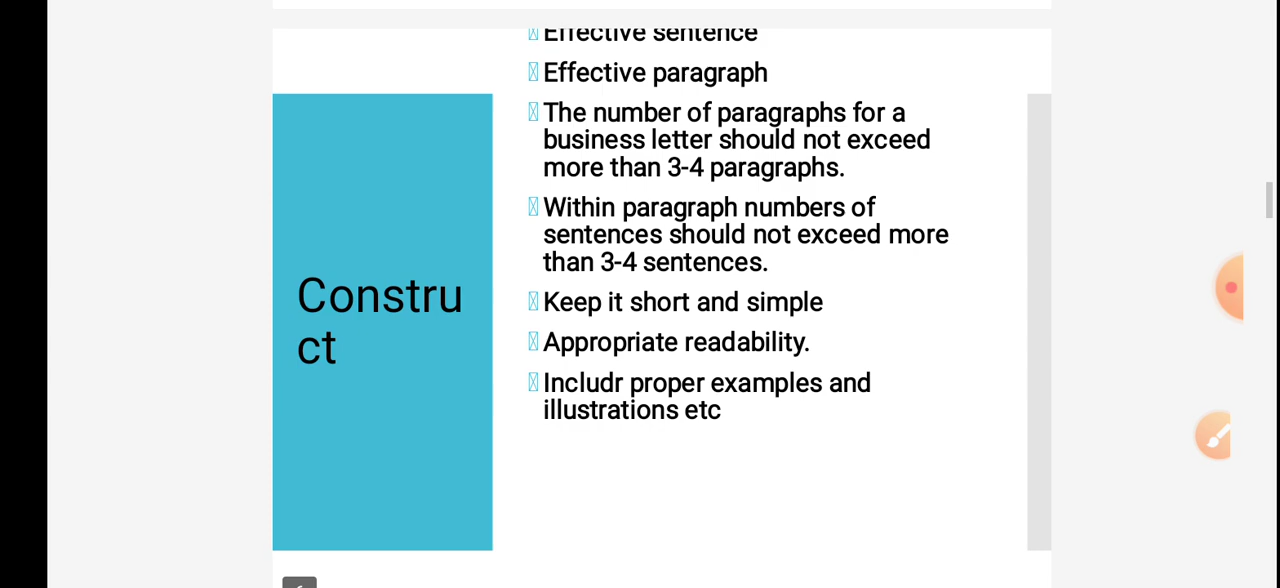 Effective sentence
Effective paragraph
The number of paragraphs for a
business letter should not exceed
more than 3-4 paragraphs.
Within paragraph numbers of
sentences should not exceed more
than 3-4 sentences.
Keep it short and simple
Appropriate readability.
Includr proper examples and
illustrations etc
Constru
ct